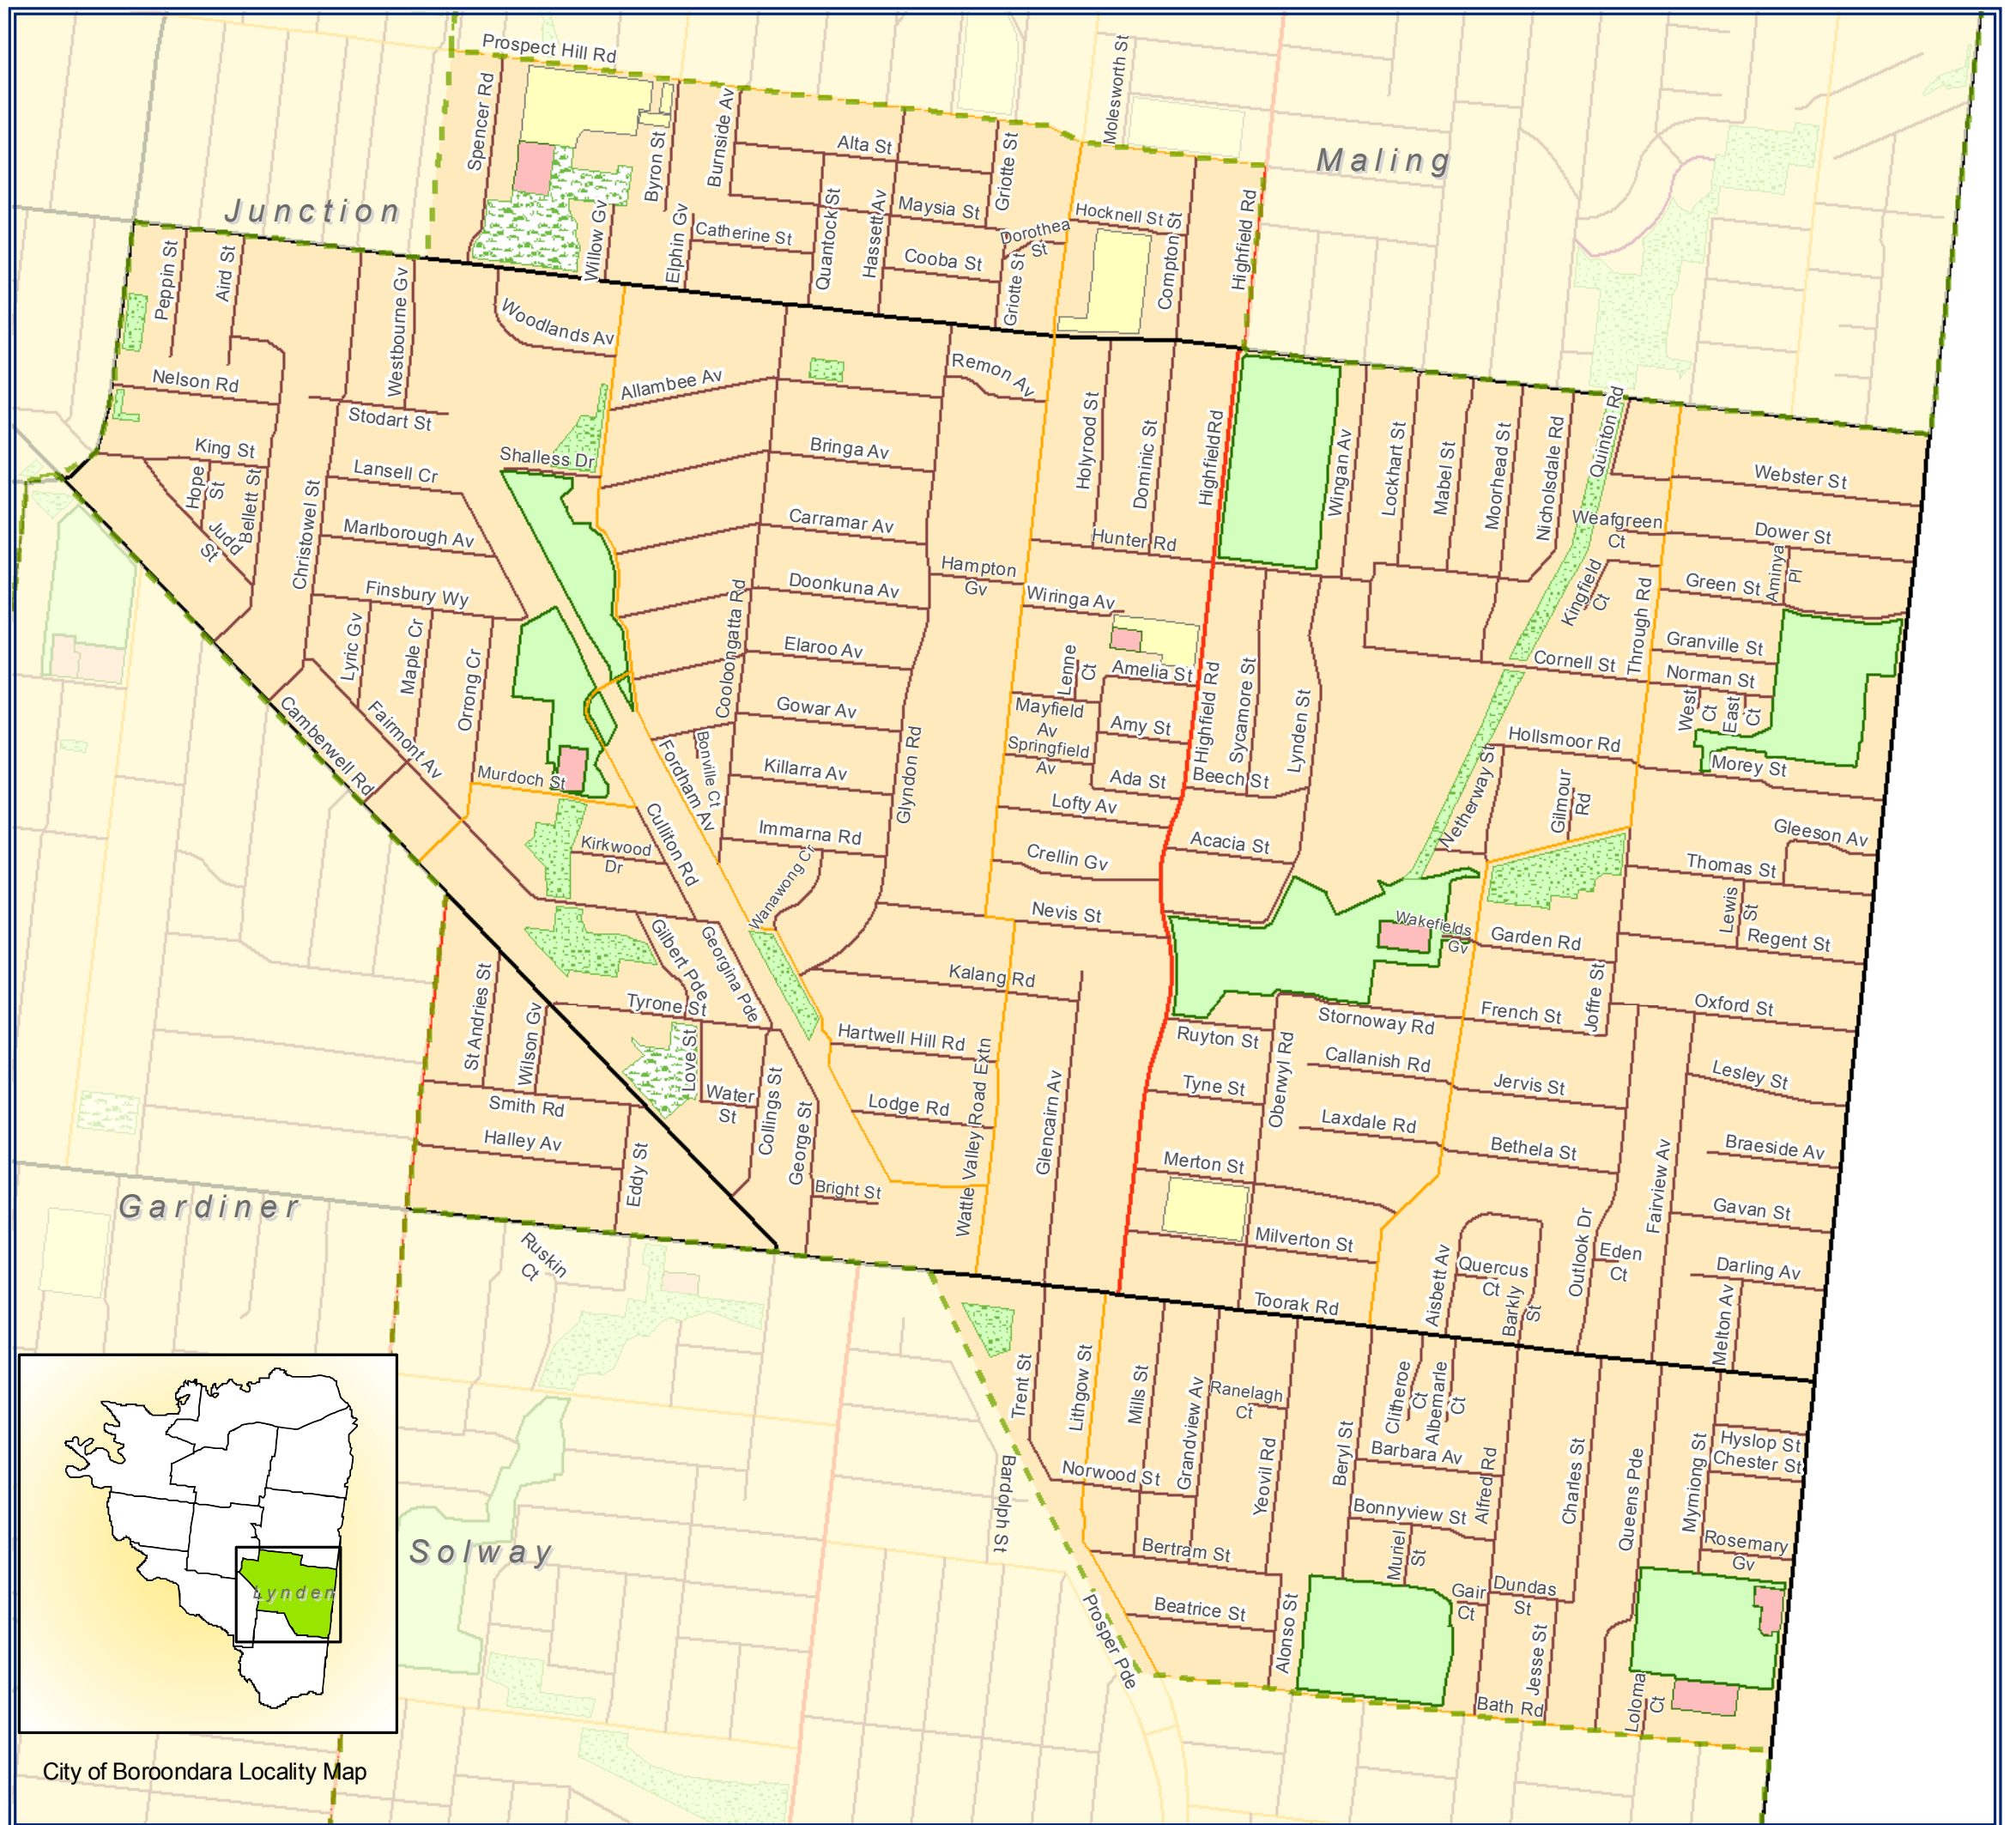 Prospect Hill Rd
Molesworth St
Spencer Rd
Byron St
Burnside Av
Alta St
Griotte St
Maling
Junction
Willow Gv
Elphin Gv
Catherine St
Quantock St
Hassett Av
Maysia St
Cooba St
Dorothea
St
Griotte St
Hocknell St
Compton St
Highfield Rd
Peppin St
Aird St
Westbourne Gv
Woodlands Av
Nelson Rd
Stodart St
Allambee Av
Remon Av
Holyrood St
Dominic St
Highfield Rd
Wingan Av
Lockhart St
Mabel St
Moorhead St
Nicholsdale Rd
Quinton Rd
Webster St
King St
Hope
St
Judd
St
Bellett St
Christowel St
Lansell Cr
Shalless Dr
Bringa Av
Marlborough Av
Carramar Av
Hunter Rd
Weafgreen
Ct
Dower St
Finsbury Wy
Cooloongatta Rd
Doonkuna Av
Hampton
Gv
Wiringa Av
Kingfield
Ct
Through Rd
Green St
Aminya
Pl
Lyric Gv
Maple Cr
Orrong Cr
Elaroo Av
Lenne
Ct
Amelia St
Highfield Rd
Sycamore St
Lynden St
Cornell St
Granville St
Norman St
West
Ct
East
Ct
Camberwell Rd
Fairmont Av
Gowar Av
Mayfield
Av
Amy St
Springfield
Av
Hollsmoor Rd
Morey St
Murdoch St
Fordham Av
Bonville Ct
Killarra Av
Glyndon Rd
Ada St
Beech St
Netherway St
Gilmour
Rd
Culliton Rd
Lofty Av
Kirkwood
Dr
Immarna Rd
Wanawong Cr
Crellin Gv
Acacia St
Gleeson Av
Thomas St
Lewis
St
Gilbert Pde
Georgina Pde
Nevis St
Wakefields
Gv
Garden Rd
Regent St
St Andries St
Wilson Gv
Tyrone St
Love St
Kalang Rd
Hartwell Hill Rd
Ruyton St
Stornoway Rd
French St
Joffre St
Oxford St
Callanish Rd
Oberwyl Rd
Jervis St
Lesley St
Smith Rd
Water
St
Collings St
George St
Lodge Rd
Wattle Valley Road Extn
Glencairn Av
Tyne St
Laxdale Rd
Bethela St
Braeside Av
Halley Av
Eddy St
Bright St
Merton St
Fairview Av
Gavan St
Gardiner
Ruskin
Ct
Milverton St
Aisbett Av
Quercus
Ct
Barkly
St
Outlook Dr
Eden
Ct
Darling Av
Melton Av
Toorak Rd
Trent St
Lithgow St
Mills St
Grandview Av
Ranelagh
Ct
Yeovil Rd
Beryl St
Clitheroe
Ct
Albemarle
Ct
Barbara Av
Alfred Rd
Charles St
Queens Pde
Mymiong St
Hyslop St
Chester St
Bardolph St
Norwood St
Bonnyview St
Muriel
St
Rosemary
Gv
Solway
Bertram St
Gair
Ct
Dundas
St
Beatrice St
Alonso St
Jesse St
Prosper Pde
Bath Rd
Loloma
Ct
Lynden
City of Boroondara Locality Map